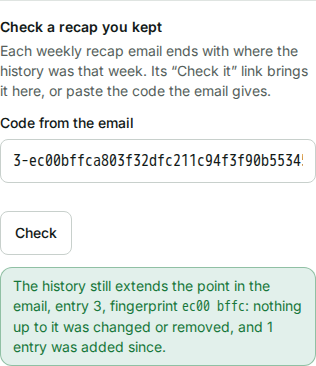 Check a recap you kept
Each weekly recap email ends with where the
history was that week. Its “Check it” link brings
it here, or paste the code the email gives.
Code from the email
3-ec00bffca803f32dfc211c94f3f90b5534
Check
The history still extends the point in the
email, entry 3, fingerprint ec00 bffc: nothing
up to it was changed or removed, and 1
entry was added since.